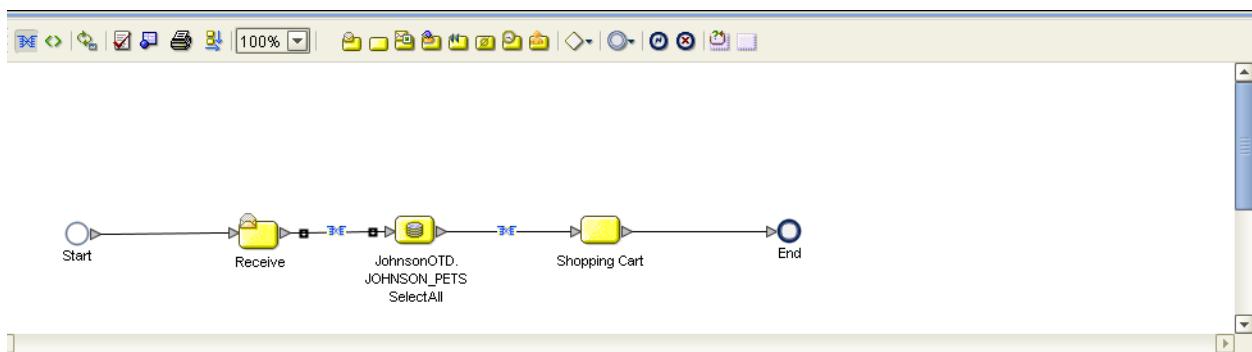 100%
Start
Receive
JohnsonOTD.
JOHNSON_PETS
SelectAll
Shopping Cart
End